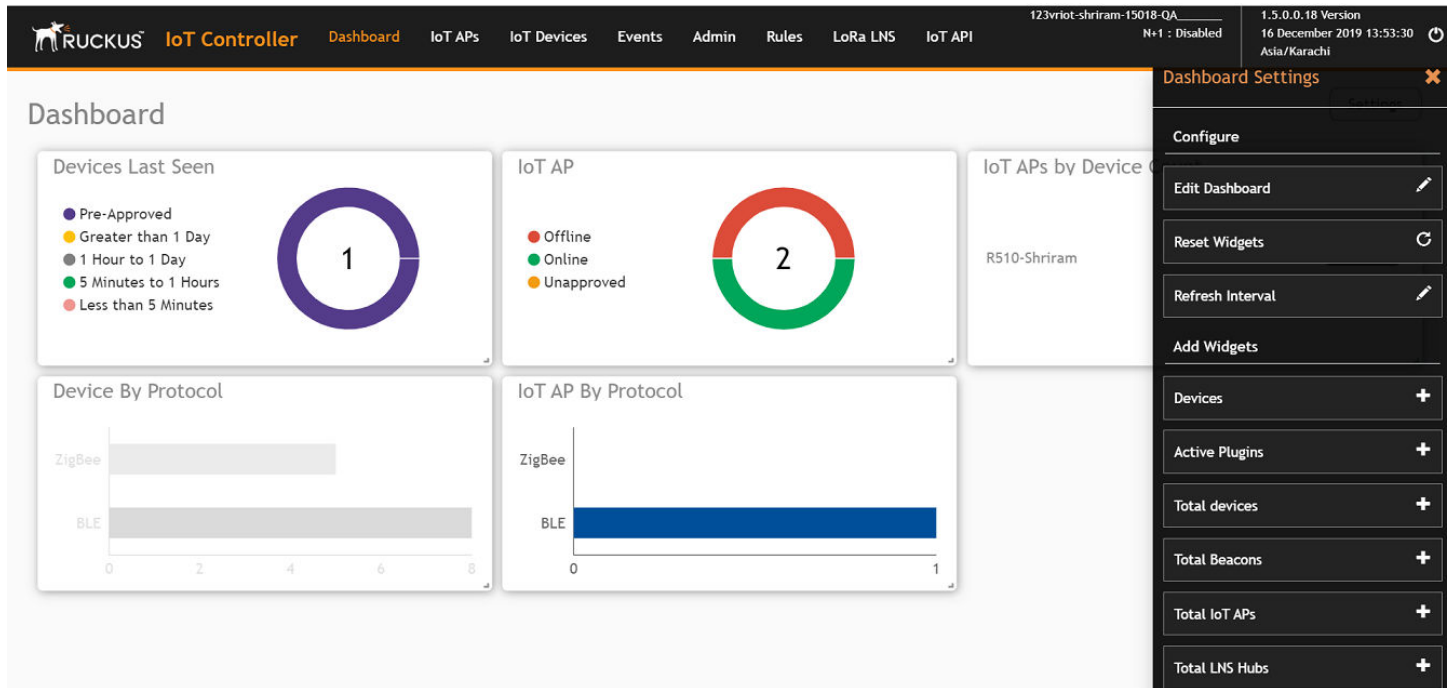 RUCKUS IoT Controller Dashboard IoT APs IoT Devices Events Admin Rules LoRa LNS IoT API
123vriot-shriram-15018-QA_______
N+1 : Disabled
1.5.0.0.18 Version
16 December 2019 13:53:30
Asia/Karachi
Dashboard
Devices Last Seen
Pre-Approved
Greater than 1 Day
1 Hour to 1 Day
5 Minutes to 1 Hours
Less than 5 Minutes
1
IoT AP
Offline
Online
Unapproved
2
IoT APs by Device Count
R510-Shriram
Device By Protocol
ZigBee
BLE
0 2 4 6 8
IoT AP By Protocol
ZigBee
BLE
0 1
Dashboard Settings
Settings
Configure
Edit Dashboard
Reset Widgets
Refresh Interval
Add Widgets
Devices
Active Plugins
Total devices
Total Beacons
Total IoT APs
Total LNS Hubs